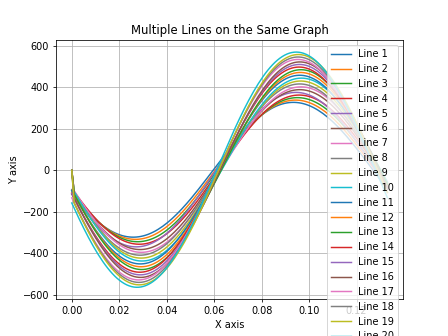 Multiple Lines on the Same Graph
600
400
200
0
−200
−400
−600
Y axis
0.00
0.02
0.04
0.06
0.08
0.10
X axis
Line 1
Line 2
Line 3
Line 4
Line 5
Line 6
Line 7
Line 8
Line 9
Line 10
Line 11
Line 12
Line 13
Line 14
Line 15
Line 16
Line 17
Line 18
Line 19
Line 20